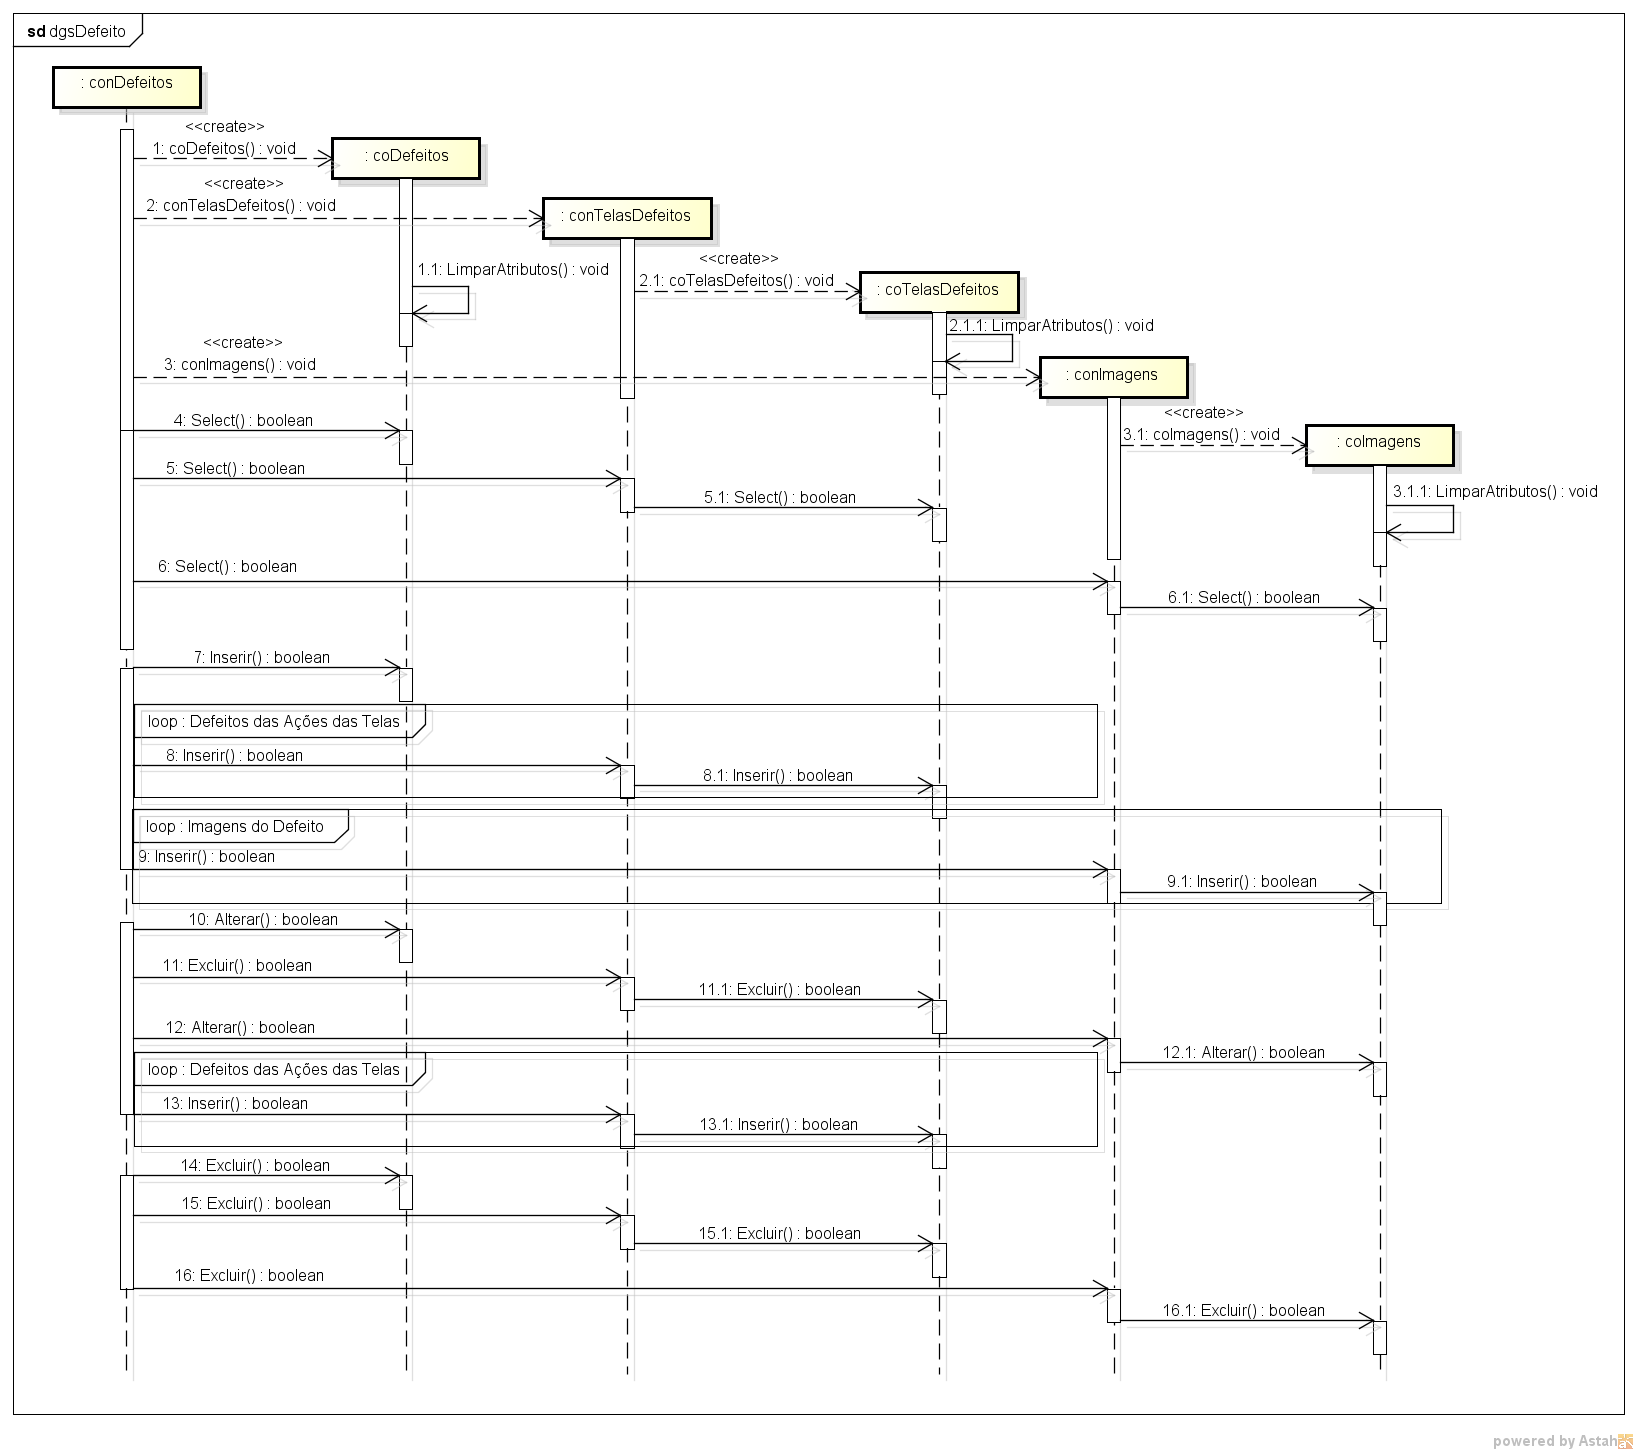 sd dgsDefeito
: conDefeitos
<<create>>
1: coDefeitos() : void
: coDefeitos
<<create>>
2: conTelasDefeitos() : void
: conTelasDefeitos
1.1: LimparAtributos() : void
<<create>>
2.1: coTelasDefeitos() : void
: coTelasDefeitos
2.1.1: LimparAtributos() : void
<<create>>
3: conImagens() : void
: conImagens
<<create>>
3.1: coImagens() : void
: coImagens
4: Select() : boolean
5: Select() : boolean
5.1: Select() : boolean
3.1.1: LimparAtributos() : void
6: Select() : boolean
6.1: Select() : boolean
7: Inserir() : boolean
loop : Defeitos das Ações das Telas
8: Inserir() : boolean
8.1: Inserir() : boolean
loop : Imagens do Defeito
9: Inserir() : boolean
9.1: Inserir() : boolean
10: Alterar() : boolean
11: Excluir() : boolean
11.1: Excluir() : boolean
12: Alterar() : boolean
12.1: Alterar() : boolean
loop : Defeitos das Ações das Telas
13: Inserir() : boolean
13.1: Inserir() : boolean
14: Excluir() : boolean
15: Excluir() : boolean
15.1: Excluir() : boolean
16: Excluir() : boolean
16.1: Excluir() : boolean
powered by Astah